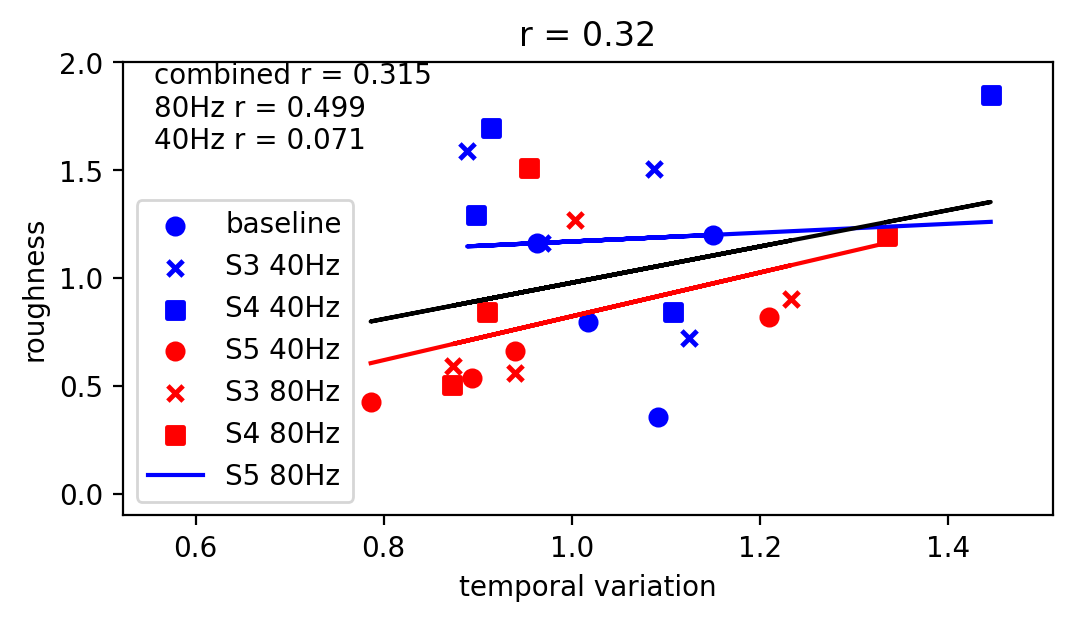 r = 0.32
combined r = 0.315
80Hz r = 0.499
40Hz r = 0.071
baseline
S3 40Hz
S4 40Hz
S5 40Hz
S3 80Hz
S4 80Hz
S5 80Hz
roughness
2.0
1.5
1.0
0.5
0.0
0.6 0.8 1.0 1.2 1.4
temporal variation